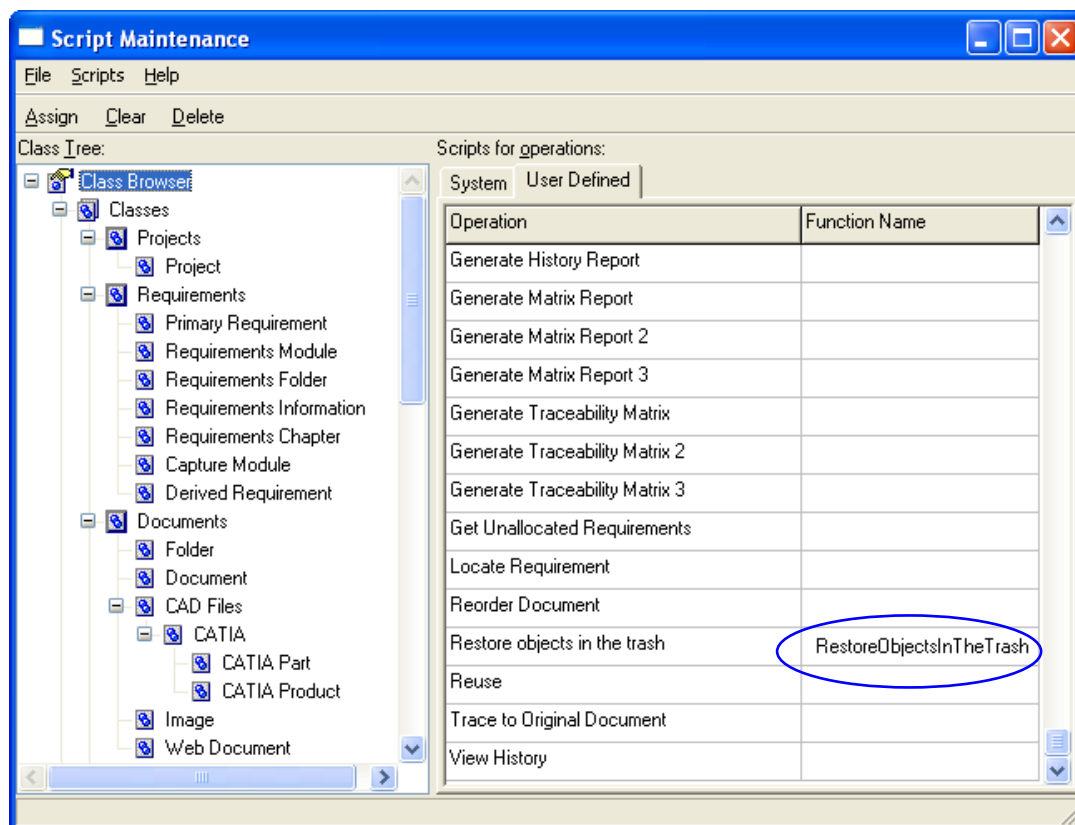 Script Maintenance
File Scripts Help
Assign Clear Delete
Class Tree:
Class Browser
Classes
Projects
Project
Requirements
Primary Requirement
Requirements Module
Requirements Folder
Requirements Information
Requirements Chapter
Capture Module
Derived Requirement
Documents
Folder
Document
CAD Files
CATIA
CATIA Part
CATIA Product
Image
Web Document
Scripts for operations:
System User Defined
Operation Function Name
Generate History Report
Generate Matrix Report
Generate Matrix Report 2
Generate Matrix Report 3
Generate Traceability Matrix
Generate Traceability Matrix 2
Generate Traceability Matrix 3
Get Unallocated Requirements
Locate Requirement
Reorder Document
Restore objects in the trash RestoreObjectsInTheTrash
Reuse
Trace to Original Document
View History